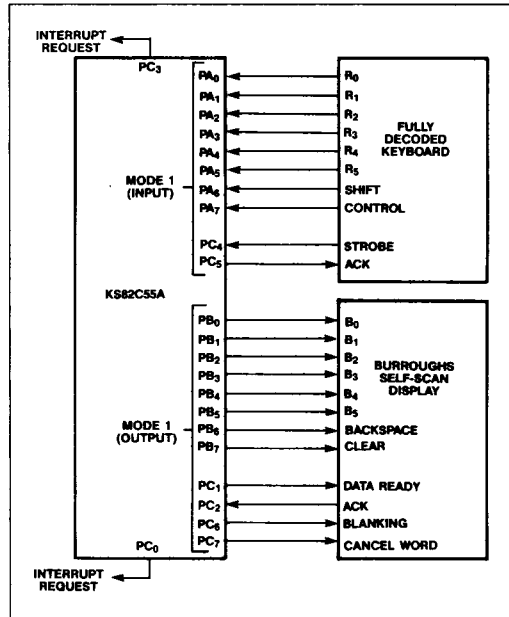 INTERRUPT
REQUEST
PC3
PA0
PA1
PA2
PA3
PA4
PA5
PA6
PA7
PC4
PC5
MODE 1
(INPUT)
R0
R1
R2
R3
R4
R5
SHIFT
CONTROL
STROBE
ACK
FULLY
DECODED
KEYBOARD
KS82C55A
PB0
PB1
PB2
PB3
PB4
PB5
PB6
PB7
PC1
PC2
PC6
PC7
MODE 1
(OUTPUT)
B0
B1
B2
B3
B4
B5
BACKSPACE
CLEAR
DATA READY
ACK
BLANKING
CANCEL WORD
BURROUGHS
SELF-SCAN
DISPLAY
PC0
INTERRUPT
REQUEST